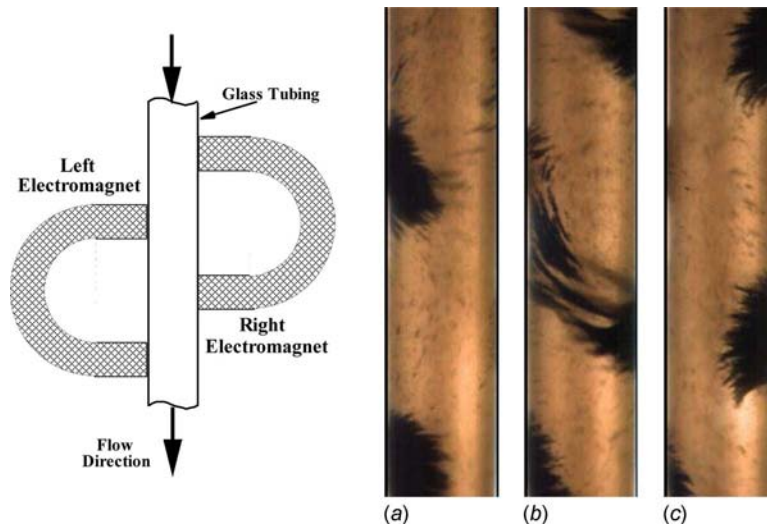 Glass Tubing
Left
Electromagnet
Right
Electromagnet
Flow
Direction
(a)
(b)
(c)